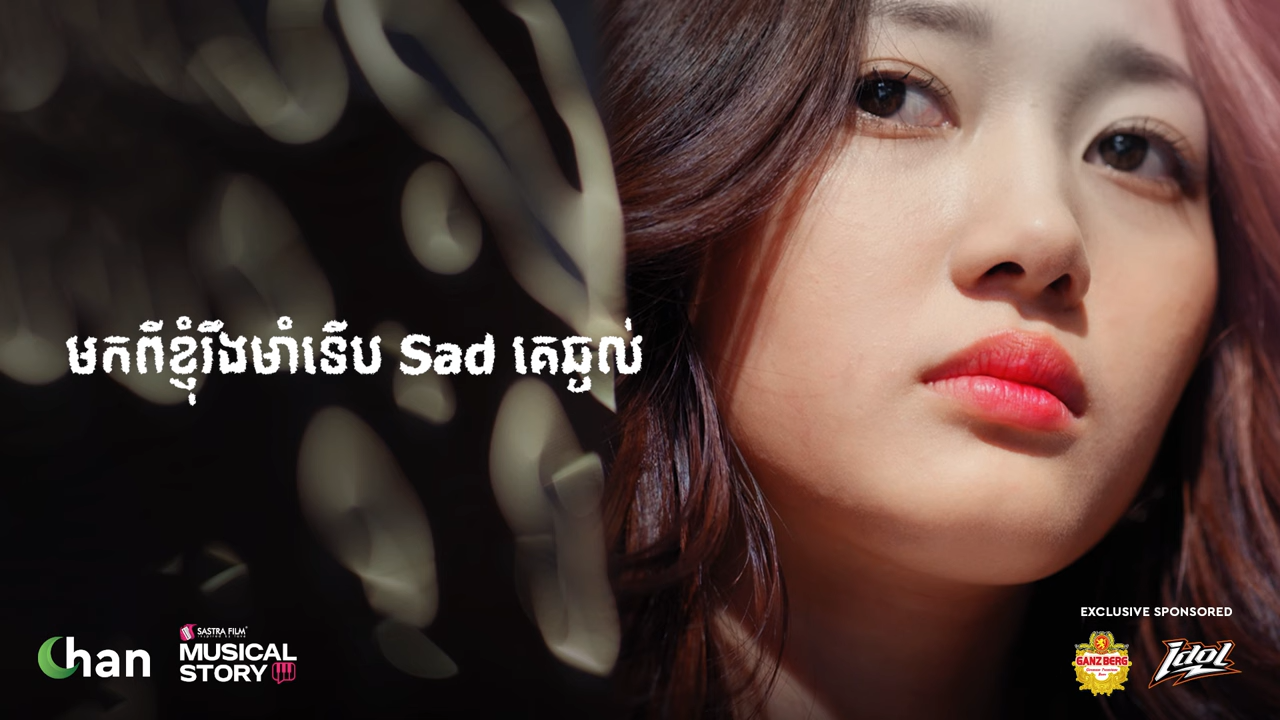 មកពីខ្ញុំរឹងមាំទើប Sad គេឆ្ងល់
EXCLUSIVE SPONSORED
Chan
SASTRA FILM
MUSICAL
STORY
GANZBERG
Idol